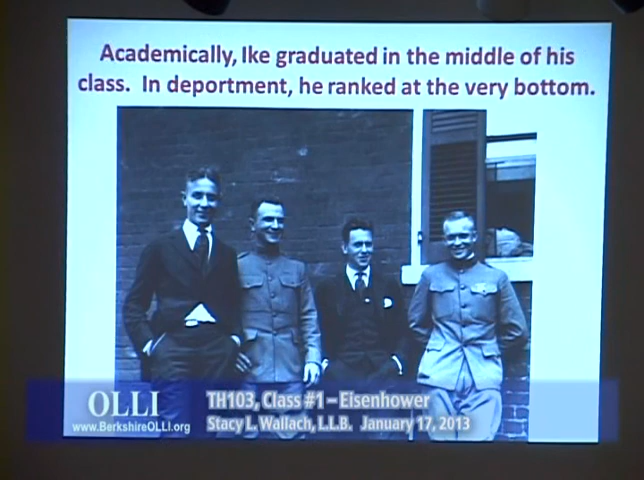 Academically, Ike graduated in the middle of his
class. In deportment, he ranked at the very bottom.
OLLI
www.BerkshireOLLI.org
TH103, Class #1 – Eisenhower
Stacy L. Wallach, L.L.B. January 17, 2013